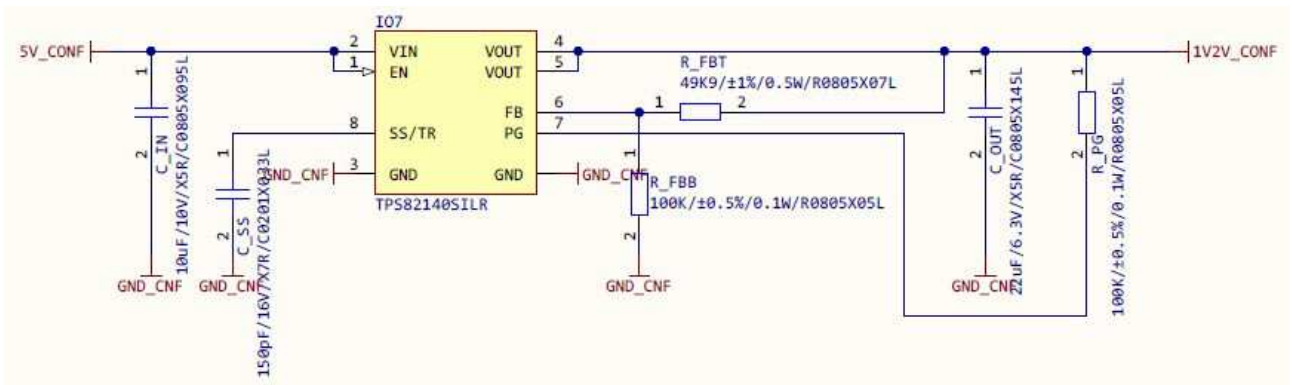 IO7
5V_CONF
2
VIN
VOUT
4
1
EN
VOUT
5
FB
6
8
SS/TR
PG
7
GND_CNF
3
GND
GND
GND_CNF
TPS82140SILR
1
2
C_IN
10uF/10V/X5R/C0805X095L
GND_CNF
1
2
C_SS
150pF/16V/X7R/C0201X033L
GND_CNF
R_FBT
49K9/±1%/0.5W/R0805X07L
1
2
1
R_FBB
100K/±0.5%/0.1W/R0805X05L
2
GND_CNF
1
2
C_OUT
22uF/6.3V/X5R/C0805X145L
GND_CNF
1
2
R_PG
100K/±0.5%/0.1W/R0805X05L
1V2V_CONF